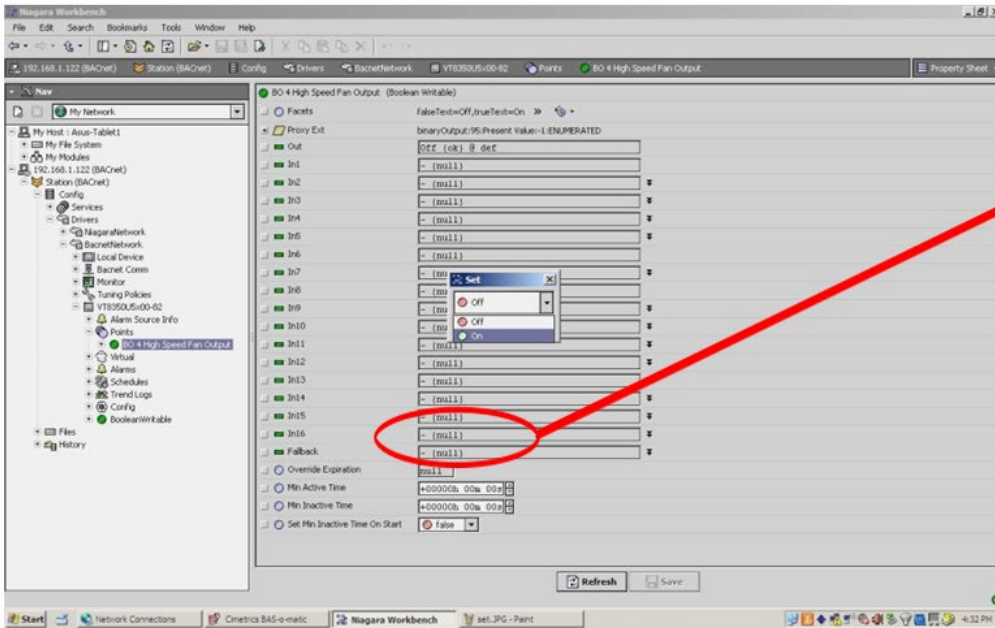 Niagara Workbench
File Edit Search Bookmarks Tools Window Help
192.168.1.122 (BACnet) Station (BACnet) Config Drivers BacnetNetwork VT8350U5x00-82 Points BO 4 High Speed Fan Output Property Sheet
Nav
My Network
My Host : Asus-Tablet1
My File System
My Modules
192.168.1.122 (BACnet)
Station (BACnet)
Config
Services
Drivers
NiagaraNetwork
BacnetNetwork
Local Device
Bacnet Comm
Monitor
Tuning Policies
VT8350U5x00-82
Alarm Source Info
Points
BO 4 High Speed Fan Output
Virtual
Alarms
Schedules
Trend Logs
Config
BooleanWritable
Files
History
BO 4 High Speed Fan Output (Boolean Writable)
Facets falseText=Off,trueText=On »
Proxy Ext binaryOutput:95:Present Value:-1:ENUMERATED
Out Off (ok) @ def
In1 - (null)
In2 - (null)
In3 - (null)
In4 - (null)
In5 - (null)
In6 - (null)
In7 - (nu
In8 - (nu
In9 - (nu
In10 - (nu
In11 - (null)
In12 - (null)
In13 - (null)
In14 - (null)
In15 - (null)
In16 - (null)
Fallback - (null)
Override Expiration null
Min Active Time +00000h 00m 00s
Min Inactive Time +00000h 00m 00s
Set Min Inactive Time On Start false
Set
Off
Off
On
Refresh Save
Start Network Connections Cimetrics BAS-o-matic Niagara Workbench set.JPG - Paint 4:32 PM